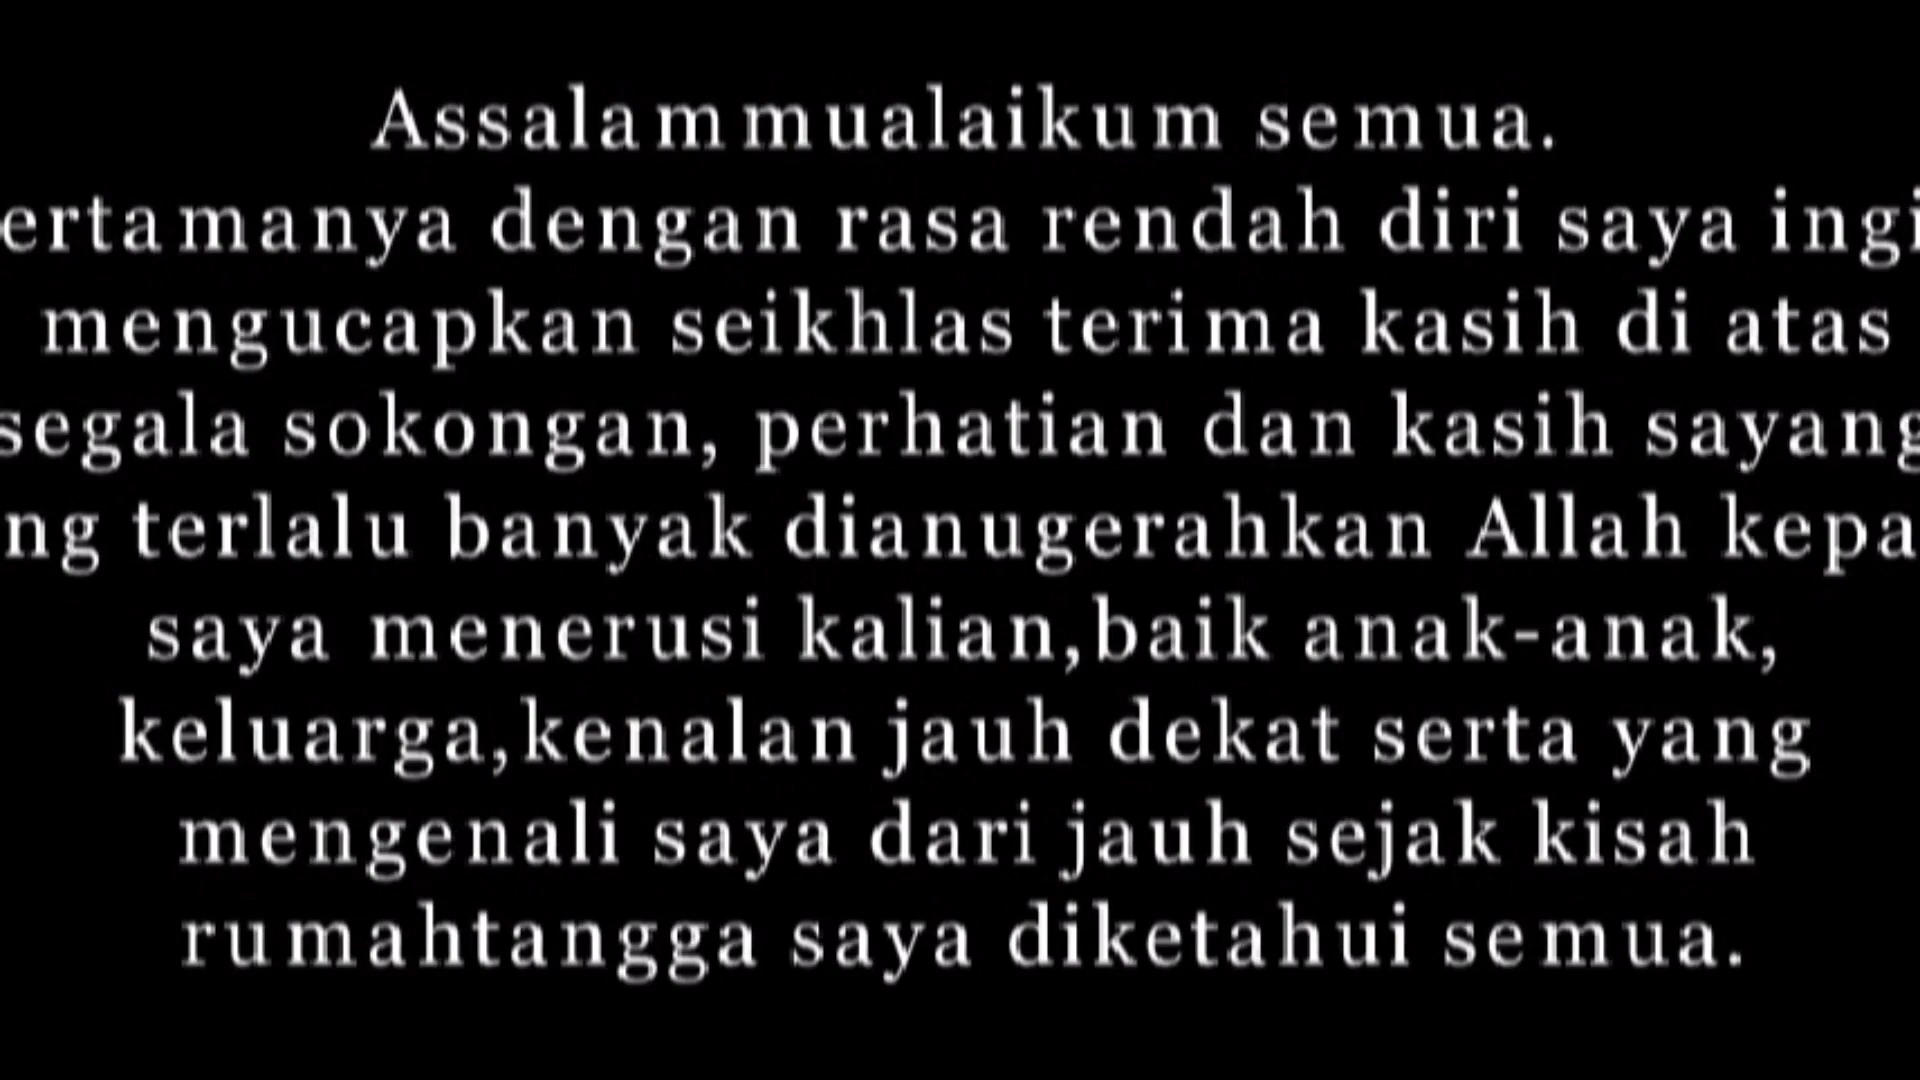 Assalammualaikum semua.
ertamanya dengan rasa rendah diri saya ingi
mengucapkan seikhlas terima kasih di atas
segala sokongan, perhatian dan kasih sayang
ng terlalu banyak dianugerahkan Allah kepa
saya menerusi kalian,baik anak-anak,
keluarga,kenalan jauh dekat serta yang
mengenali saya dari jauh sejak kisah
rumahtangga saya diketahui semua.